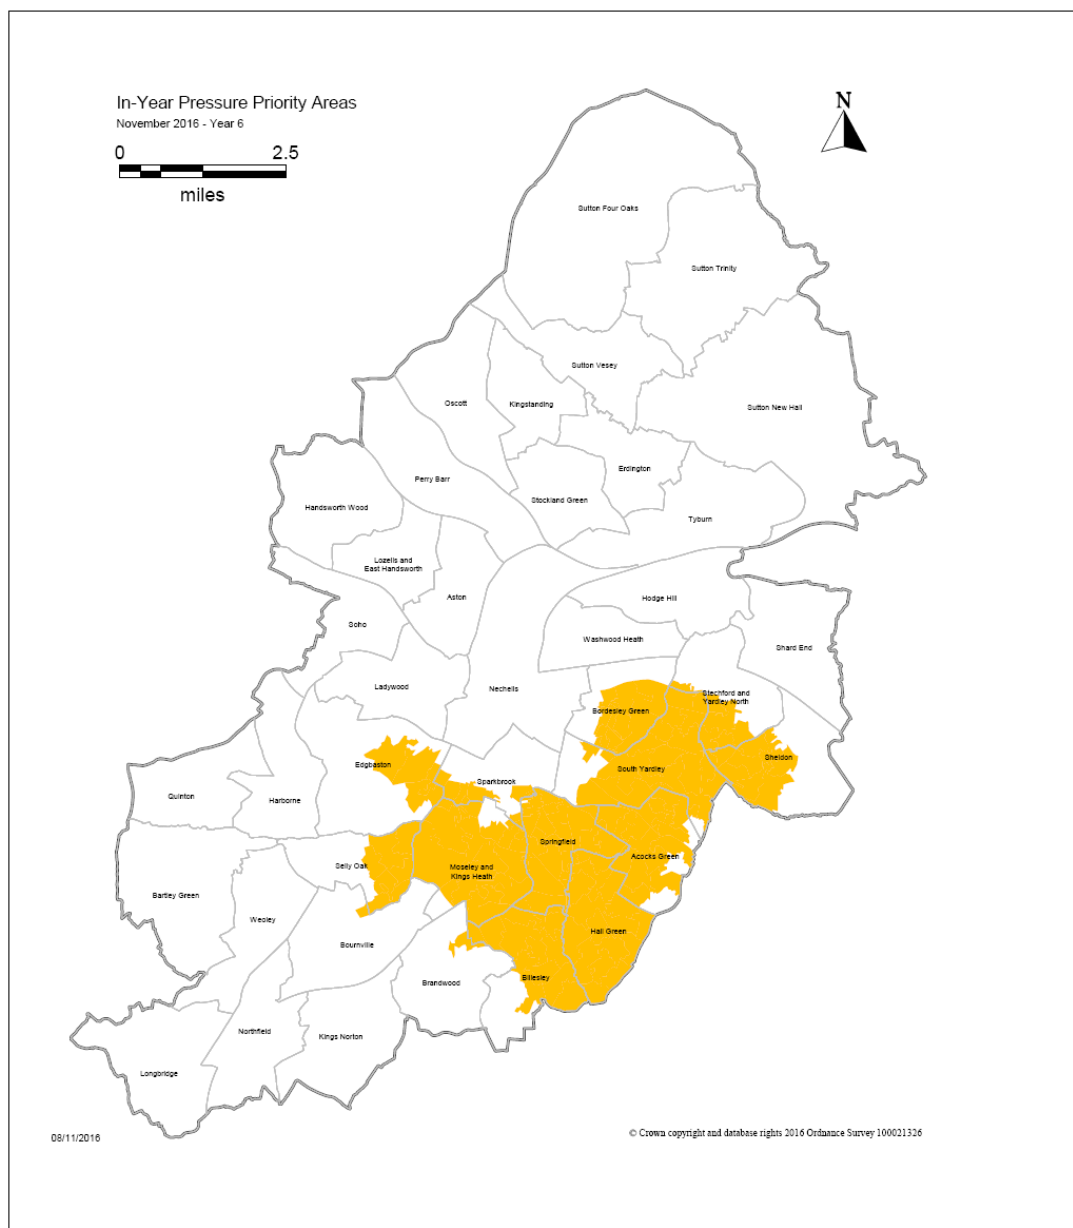 In-Year Pressure Priority Areas
November 2016 - Year 6
0 2.5
miles
N
Sutton Four Oaks
Sutton Trinity
Sutton Vesey
Oscott
Kingstanding
Sutton New Hall
Erdington
Perry Barr
Stockland Green
Handsworth Wood
Tyburn
Lozells and
East Handsworth
Aston
Hodge Hill
Soho
Washwood Heath
Shard End
Ladywood
Nechells
Stechford and
Yardley North
Bordesley Green
Edgbaston
Sheldon
South Yardley
Sparkbrook
Quinton
Harborne
Springfield
Acocks Green
Selly Oak
Moseley and
Kings Heath
Bartley Green
Weoley
Hall Green
Bournville
Billesley
Brandwood
Northfield
Kings Norton
Longbridge
08/11/2016
© Crown copyright and database rights 2016 Ordnance Survey 100021326